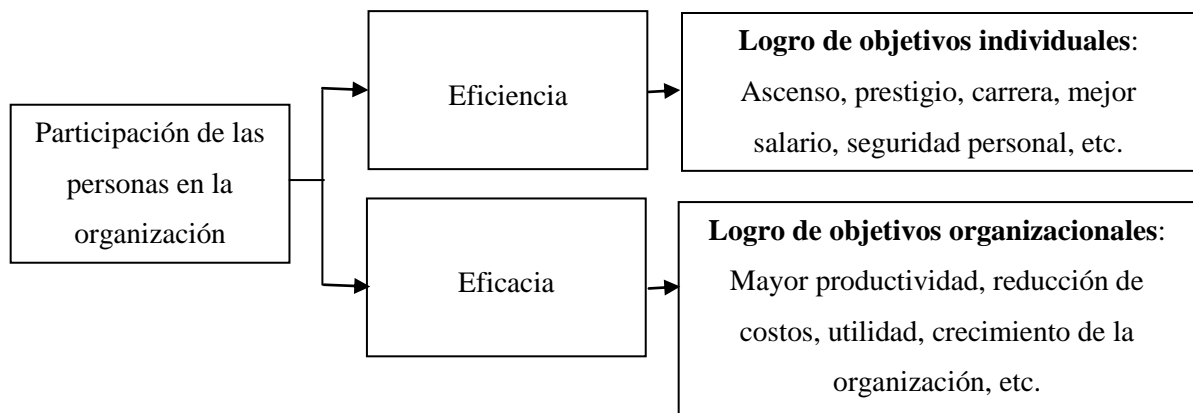 Participación de las
personas en la
organización
Eficiencia
Logro de objetivos individuales:
Ascenso, prestigio, carrera, mejor
salario, seguridad personal, etc.
Eficacia
Logro de objetivos organizacionales:
Mayor productividad, reducción de
costos, utilidad, crecimiento de la
organización, etc.